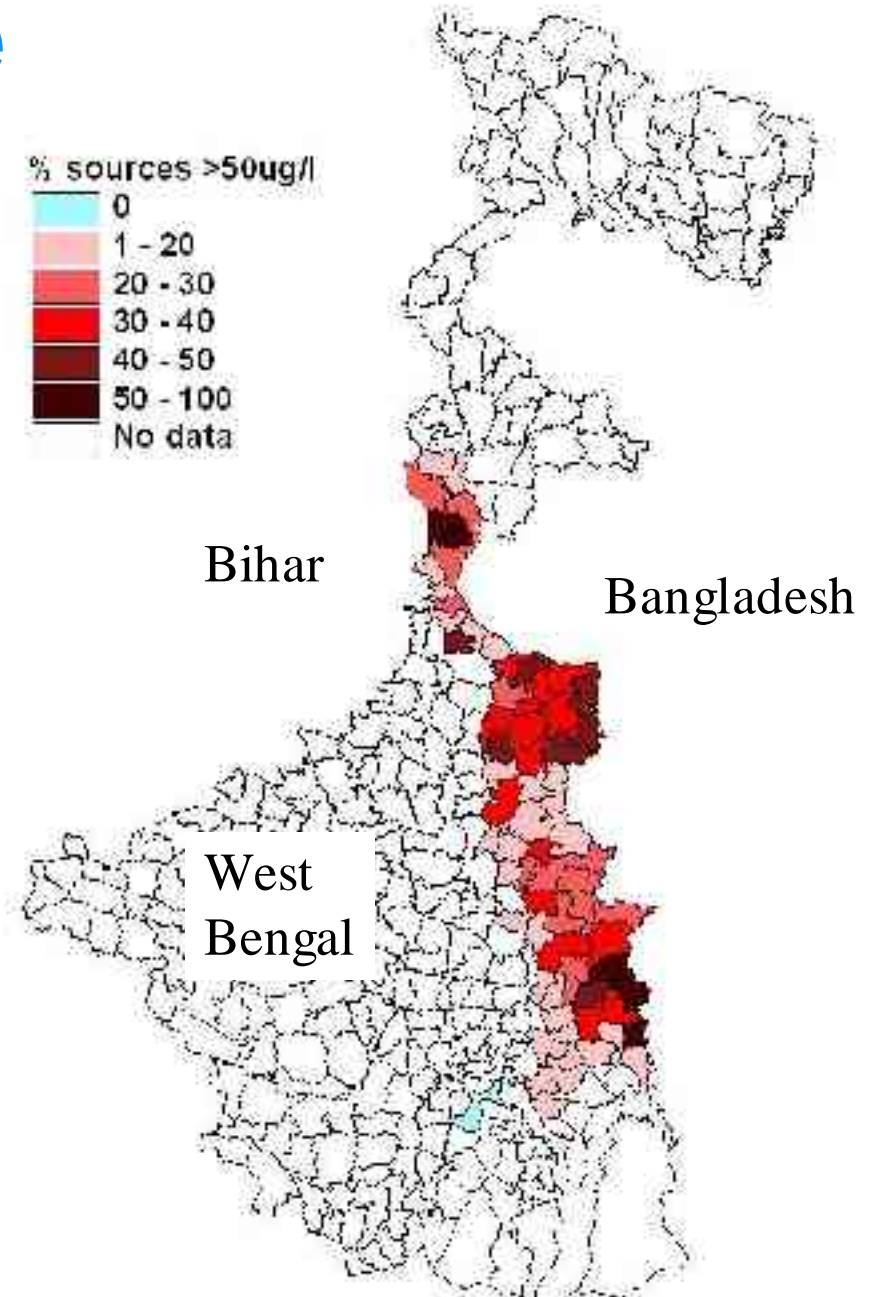 e
% sources >50ug/l
0
1 - 20
20 - 30
30 - 40
40 - 50
50 - 100
No data
Bihar
Bangladesh
West
Bengal